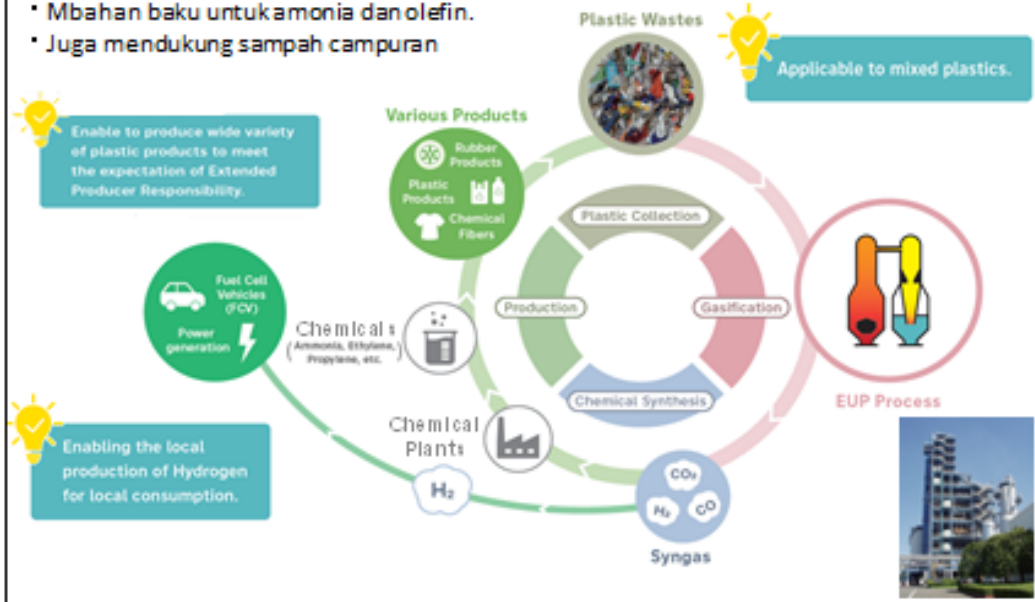 • Mbahan baku untuk amonia dan olefin.
• Juga mendukung sampah campuran
Plastic Wastes
Applicable to mixed plastics.
Enable to produce wide variety
of plastic products to meet
the expectation of Extended
Producer Responsibility.
Various Products
Rubber
Products
Plastic
Products
Chemical
Fibers
Plastic Collection
Production
Gasification
Chemical Synthesis
Fuel Cell
Vehicles
(FCV)
Power
generation
Chemicals
(Ammonia, Ethylene,
Propylene, etc.)
EUP Process
Chemical
Plants
Enabling the local
production of Hydrogen
for local consumption.
H₂
CO₂
H₂
CO
Syngas